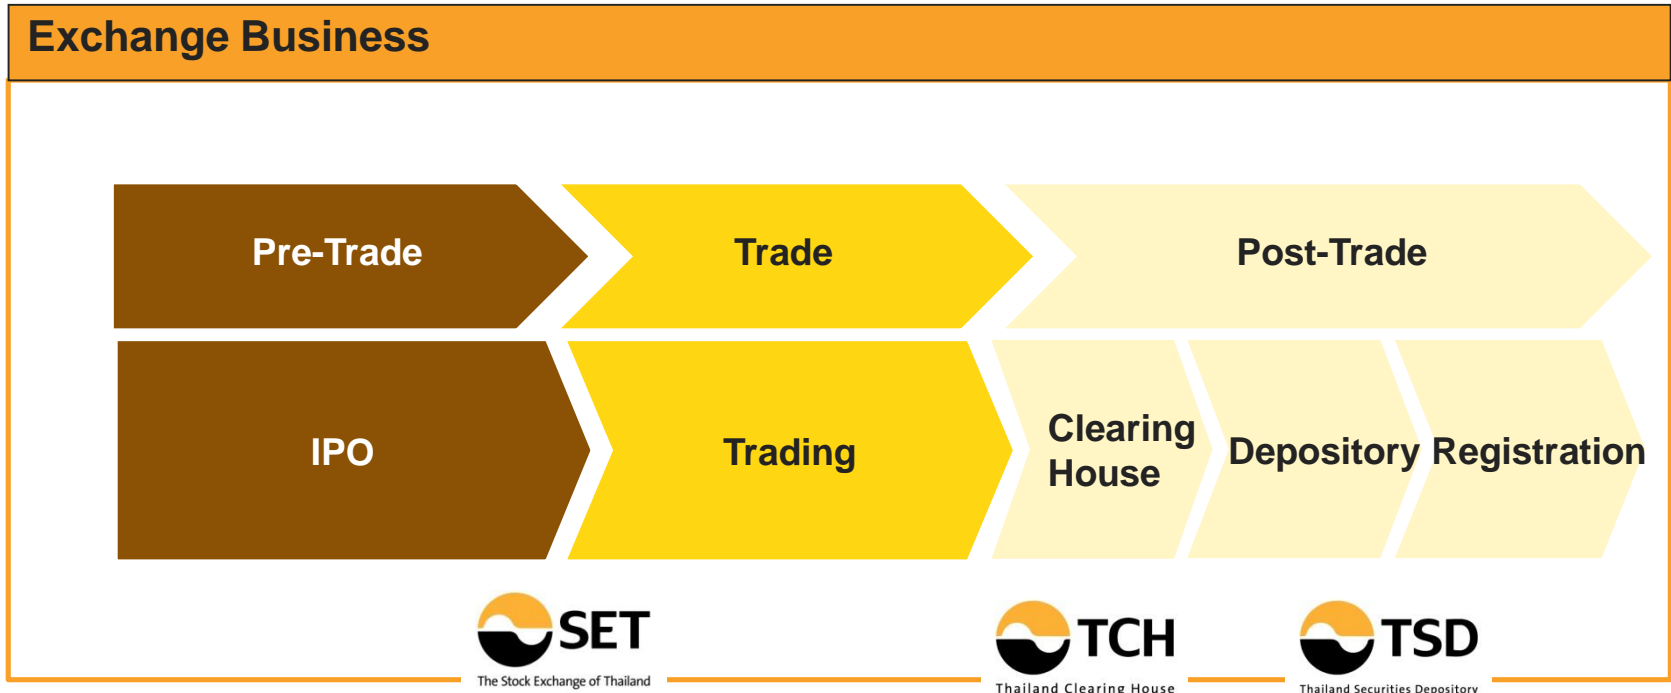 Exchange Business
Pre-Trade
Trade
Post-Trade
IPO
Trading
Clearing
House
Depository
Registration
SET
The Stock Exchange of Thailand
TCH
Thailand Clearing House
TSD
Thailand Securities Depository